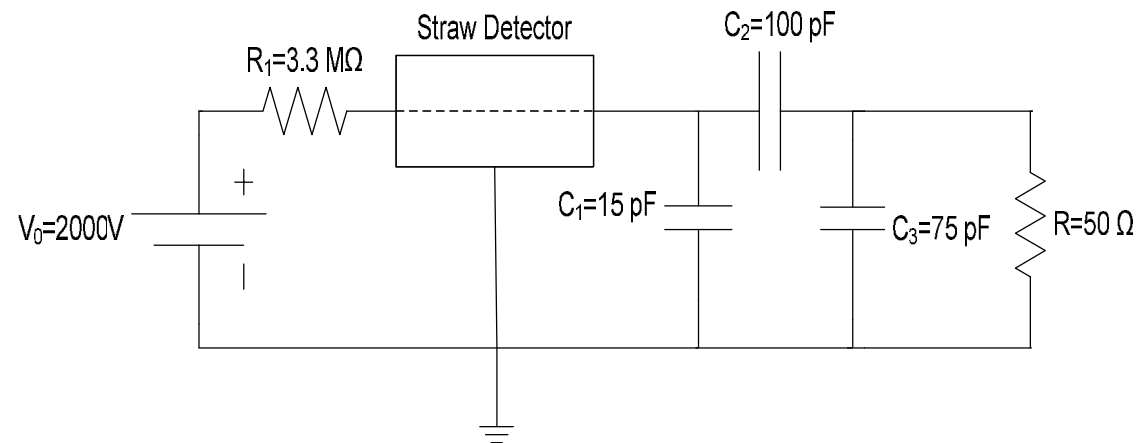 Straw Detector
C₂=100 pF
R₁=3.3 MΩ
+
V₀=2000V
C₁=15 pF
C₃=75 pF
R=50 Ω